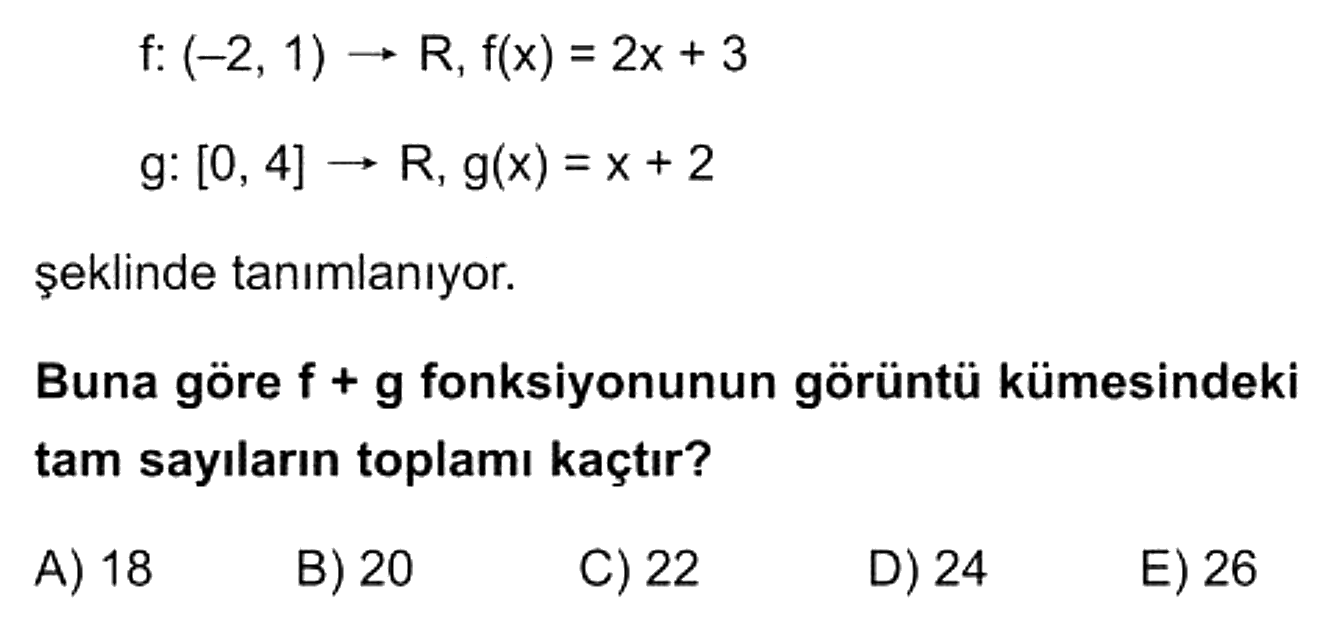 f: (–2, 1) → R, f(x) = 2x + 3
g: [0, 4] → R, g(x) = x + 2
şeklinde tanımlanıyor.
Buna göre f + g fonksiyonunun görüntü kümesindeki
tam sayıların toplamı kaçtır?
A) 18 B) 20 C) 22 D) 24 E) 26